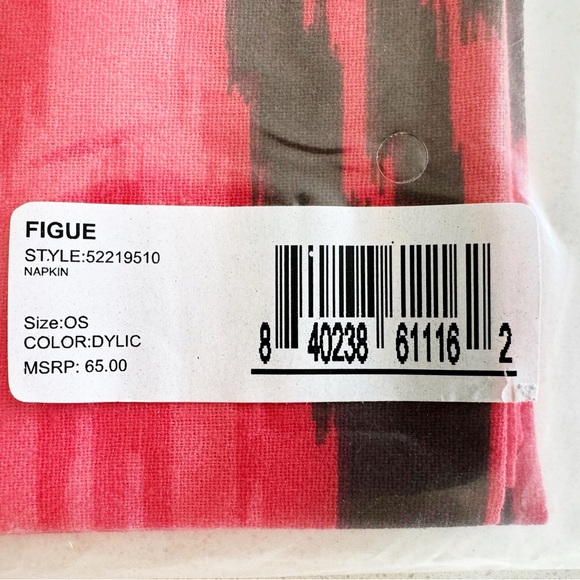 FIGUE
STYLE:52219510
NAPKIN
Size:OS
COLOR:DYLIC
MSRP: 65.00
8 40238 61116 2